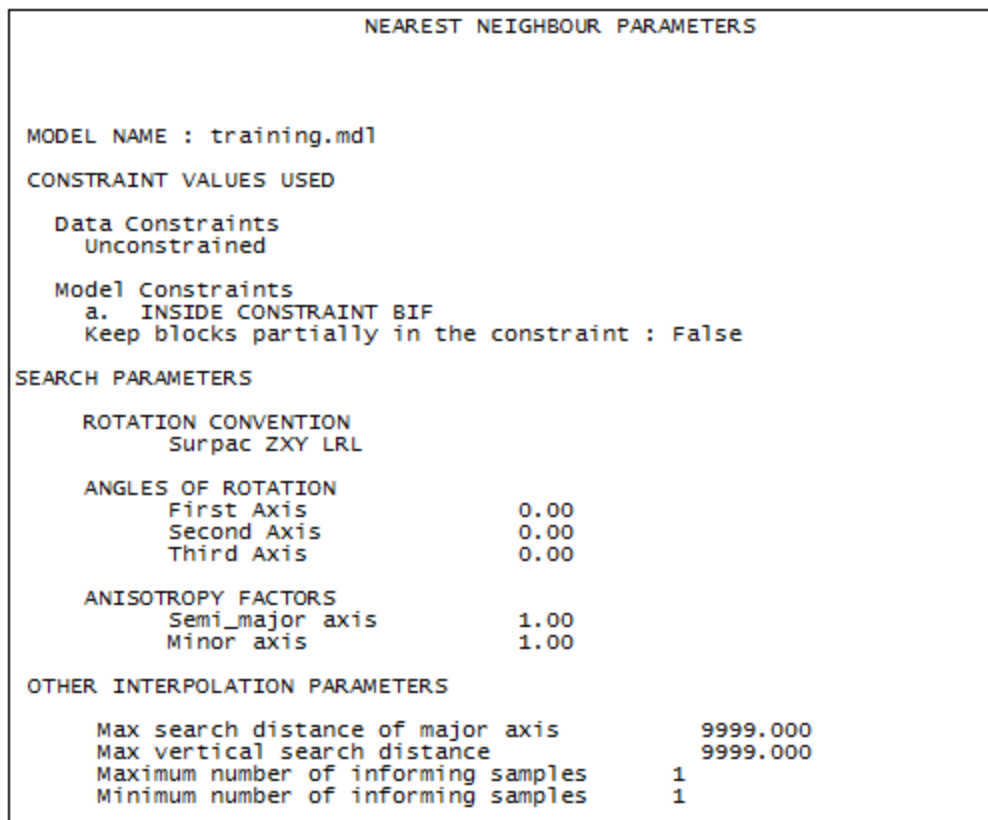 NEAREST NEIGHBOUR PARAMETERS
MODEL NAME : training.mdl
CONSTRAINT VALUES USED
Data Constraints
Unconstrained
Model Constraints
a.  INSIDE CONSTRAINT BIF
Keep blocks partially in the constraint : False
SEARCH PARAMETERS
ROTATION CONVENTION
Surpac ZXY LRL
ANGLES OF ROTATION
First Axis 0.00
Second Axis 0.00
Third Axis 0.00
ANISOTROPY FACTORS
Semi_major axis 1.00
Minor axis 1.00
OTHER INTERPOLATION PARAMETERS
Max search distance of major axis 9999.000
Max vertical search distance 9999.000
Maximum number of informing samples 1
Minimum number of informing samples 1